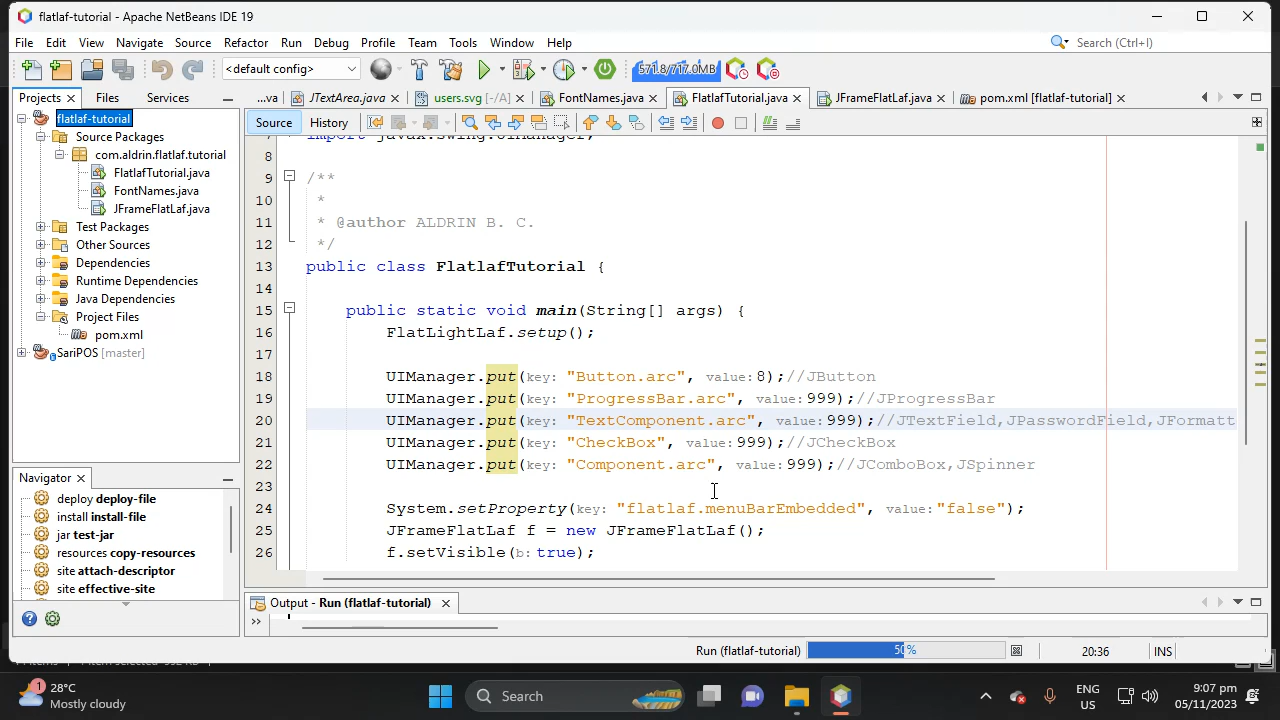 flatlaf-tutorial - Apache NetBeans IDE 19
File Edit View Navigate Source Refactor Run Debug Profile Team Tools Window Help
Search (Ctrl+I)
<default config>
571.8/717.0MB
Projects
Files
Services
...va
JTextArea.java
users.svg [-/A]
FontNames.java
FlatlafTutorial.java
JFrameFlatLaf.java
pom.xml [flatlaf-tutorial]
Source
History
flatlaf-tutorial
Source Packages
com.aldrin.flatlaf.tutorial
FlatlafTutorial.java
FontNames.java
JFrameFlatLaf.java
Test Packages
Other Sources
Dependencies
Runtime Dependencies
Java Dependencies
Project Files
pom.xml
SariPOS [master]
Navigator
deploy deploy-file
install install-file
jar test-jar
resources copy-resources
site attach-descriptor
site effective-site
import javax.swing.UIManager;
8
9 /**
10 *
11 * @author ALDRIN B. C.
12 */
13 public class FlatlafTutorial {
14
15 public static void main(String[] args) {
16 FlatLightLaf.setup();
17
18 UIManager.put(key: "Button.arc", value: 8);//JButton
19 UIManager.put(key: "ProgressBar.arc", value: 999);//JProgressBar
20 UIManager.put(key: "TextComponent.arc", value: 999);//JTextField,JPasswordField,JFormatt
21 UIManager.put(key: "CheckBox", value: 999);//JCheckBox
22 UIManager.put(key: "Component.arc", value: 999);//JComboBox,JSpinner
23
24 System.setProperty(key: "flatlaf.menuBarEmbedded", value: "false");
25 JFrameFlatLaf f = new JFrameFlatLaf();
26 f.setVisible(b: true);
Output - Run (flatlaf-tutorial)
Run (flatlaf-tutorial)
50%
20:36
INS
28°C
Mostly cloudy
1
Search
ENG
US
9:07 pm
05/11/2023